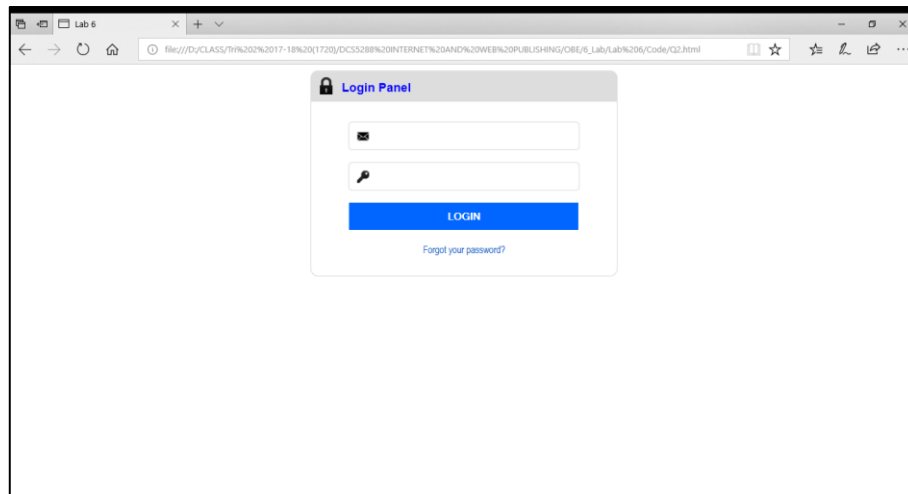 Lab 6
file:///D:/CLASS/Tri%202%2017-18%20(1720)/DCS5288%20INTERNET%20AND%20WEB%20PUBLISHING/OBE/6_Lab/Lab%206/Code/Q2.html
Login Panel
LOGIN
Forgot your password?